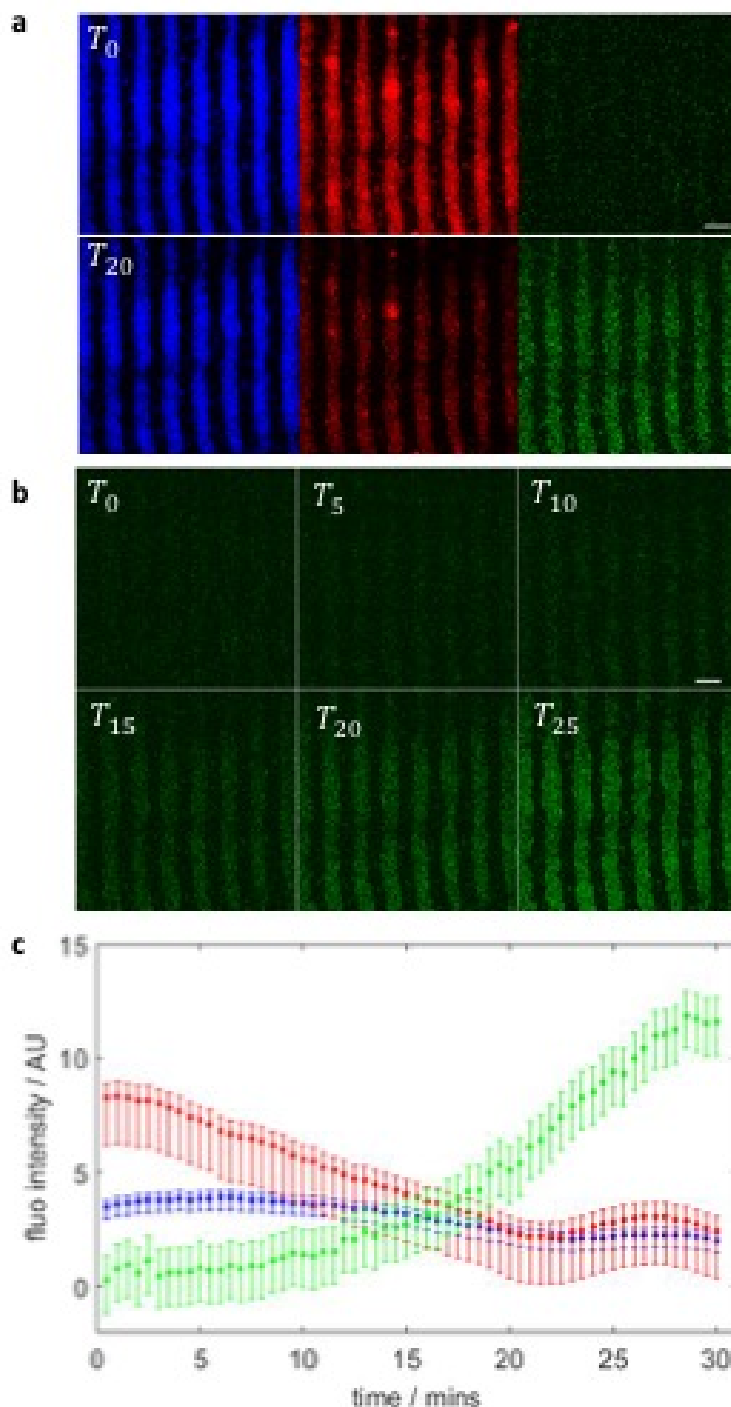 a
T₀
T₂₀
b
T₀ T₅ T₁₀
T₁₅ T₂₀ T₂₅
c
15
10
5
0
fluo intensity / AU
0 5 10 15 20 25 30
time / mins